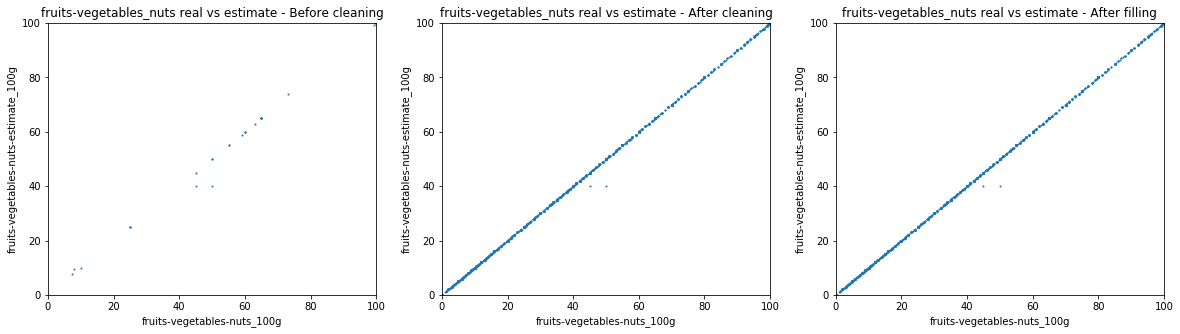 fruits-vegetables_nuts real vs estimate - Before cleaning
fruits-vegetables-nuts-estimate_100g
100
80
60
40
20
0
0 20 40 60 80 100
fruits-vegetables-nuts_100g
fruits-vegetables_nuts real vs estimate - After cleaning
fruits-vegetables-nuts-estimate_100g
100
80
60
40
20
0
0 20 40 60 80 100
fruits-vegetables-nuts_100g
fruits-vegetables_nuts real vs estimate - After filling
fruits-vegetables-nuts-estimate_100g
100
80
60
40
20
0
0 20 40 60 80 100
fruits-vegetables-nuts_100g